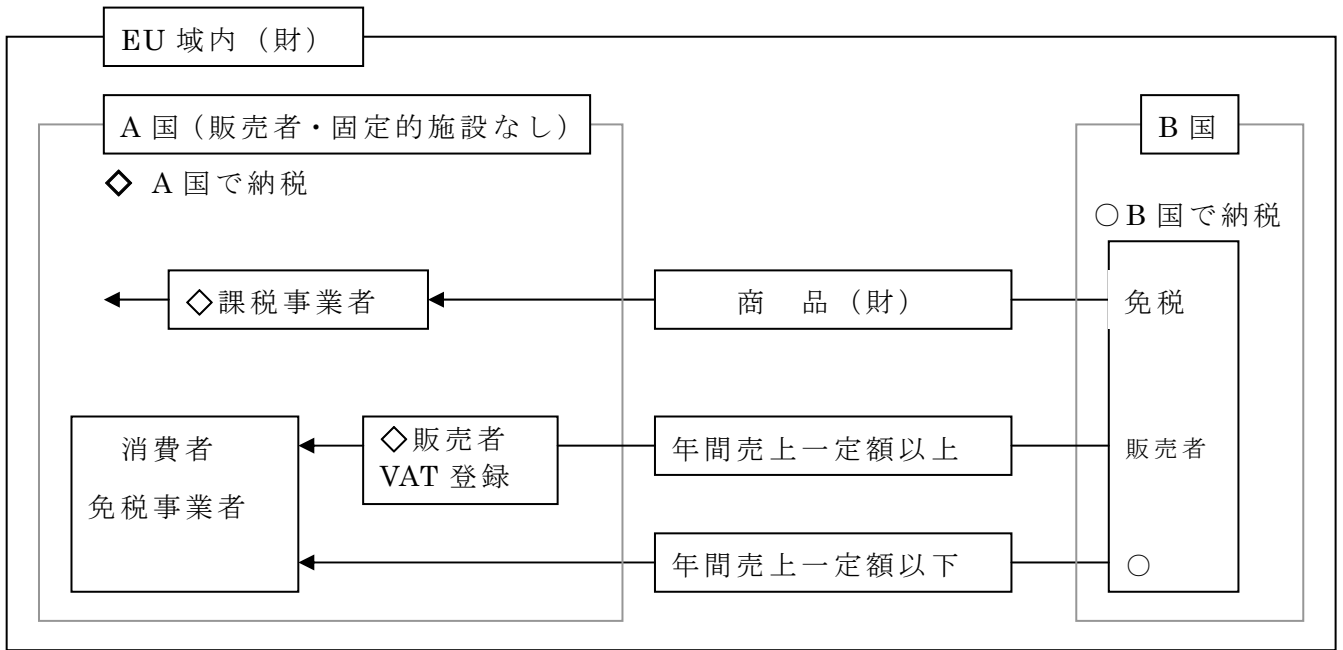 EU 域内（財）
A 国（販売者・固定的施設なし）
B 国
◇ A 国で納税
○B 国で納税
◇課税事業者
商　品（財）
免税
消費者
免税事業者
◇販売者
VAT 登録
年間売上一定額以上
販売者
年間売上一定額以下
○